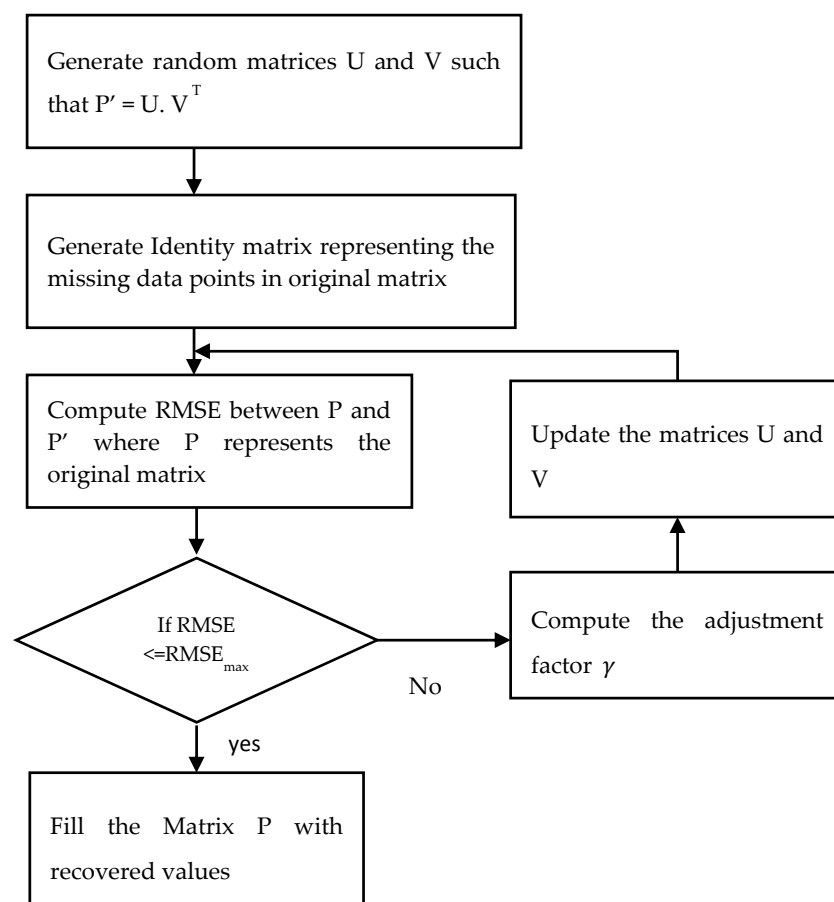 Generate random matrices U and V such
that P’ = U. V^T
Generate Identity matrix representing the
missing data points in original matrix
Compute RMSE between P and
P’ where P represents the
original matrix
Update the matrices U and
V
If RMSE
<=RMSE_max
No
Compute the adjustment
factor γ
yes
Fill the Matrix P with
recovered values